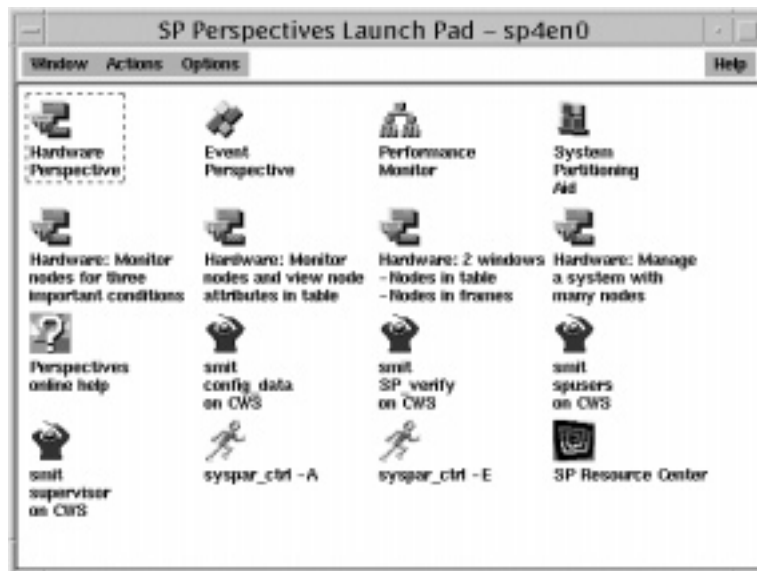 SP Perspectives Launch Pad – sp4en0
Window Actions Options Help
Hardware
Perspective
Event
Perspective
Performance
Monitor
System
Partitioning
Aid
Hardware: Monitor
nodes for three
important conditions
Hardware: Monitor
nodes and view node
attributes in table
Hardware: 2 windows
-Nodes in table
-Nodes in frames
Hardware: Manage
a system with
many nodes
Perspectives
online help
smit
config_data
on CWS
smit
SP_verify
on CWS
smit
spusers
on CWS
smit
supervisor
on CWS
syspar_ctrl -A
syspar_ctrl -E
SP Resource Center